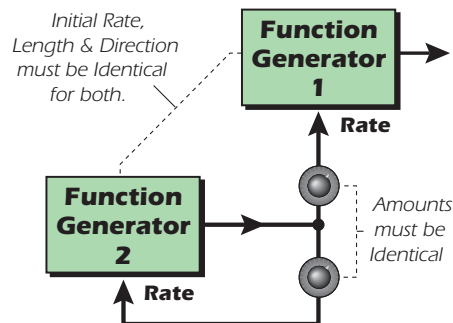 Initial Rate,
Length & Direction
must be Identical
for both.
Function
Generator
1
Rate
Function
Generator
2
Rate
Amounts
must be
Identical